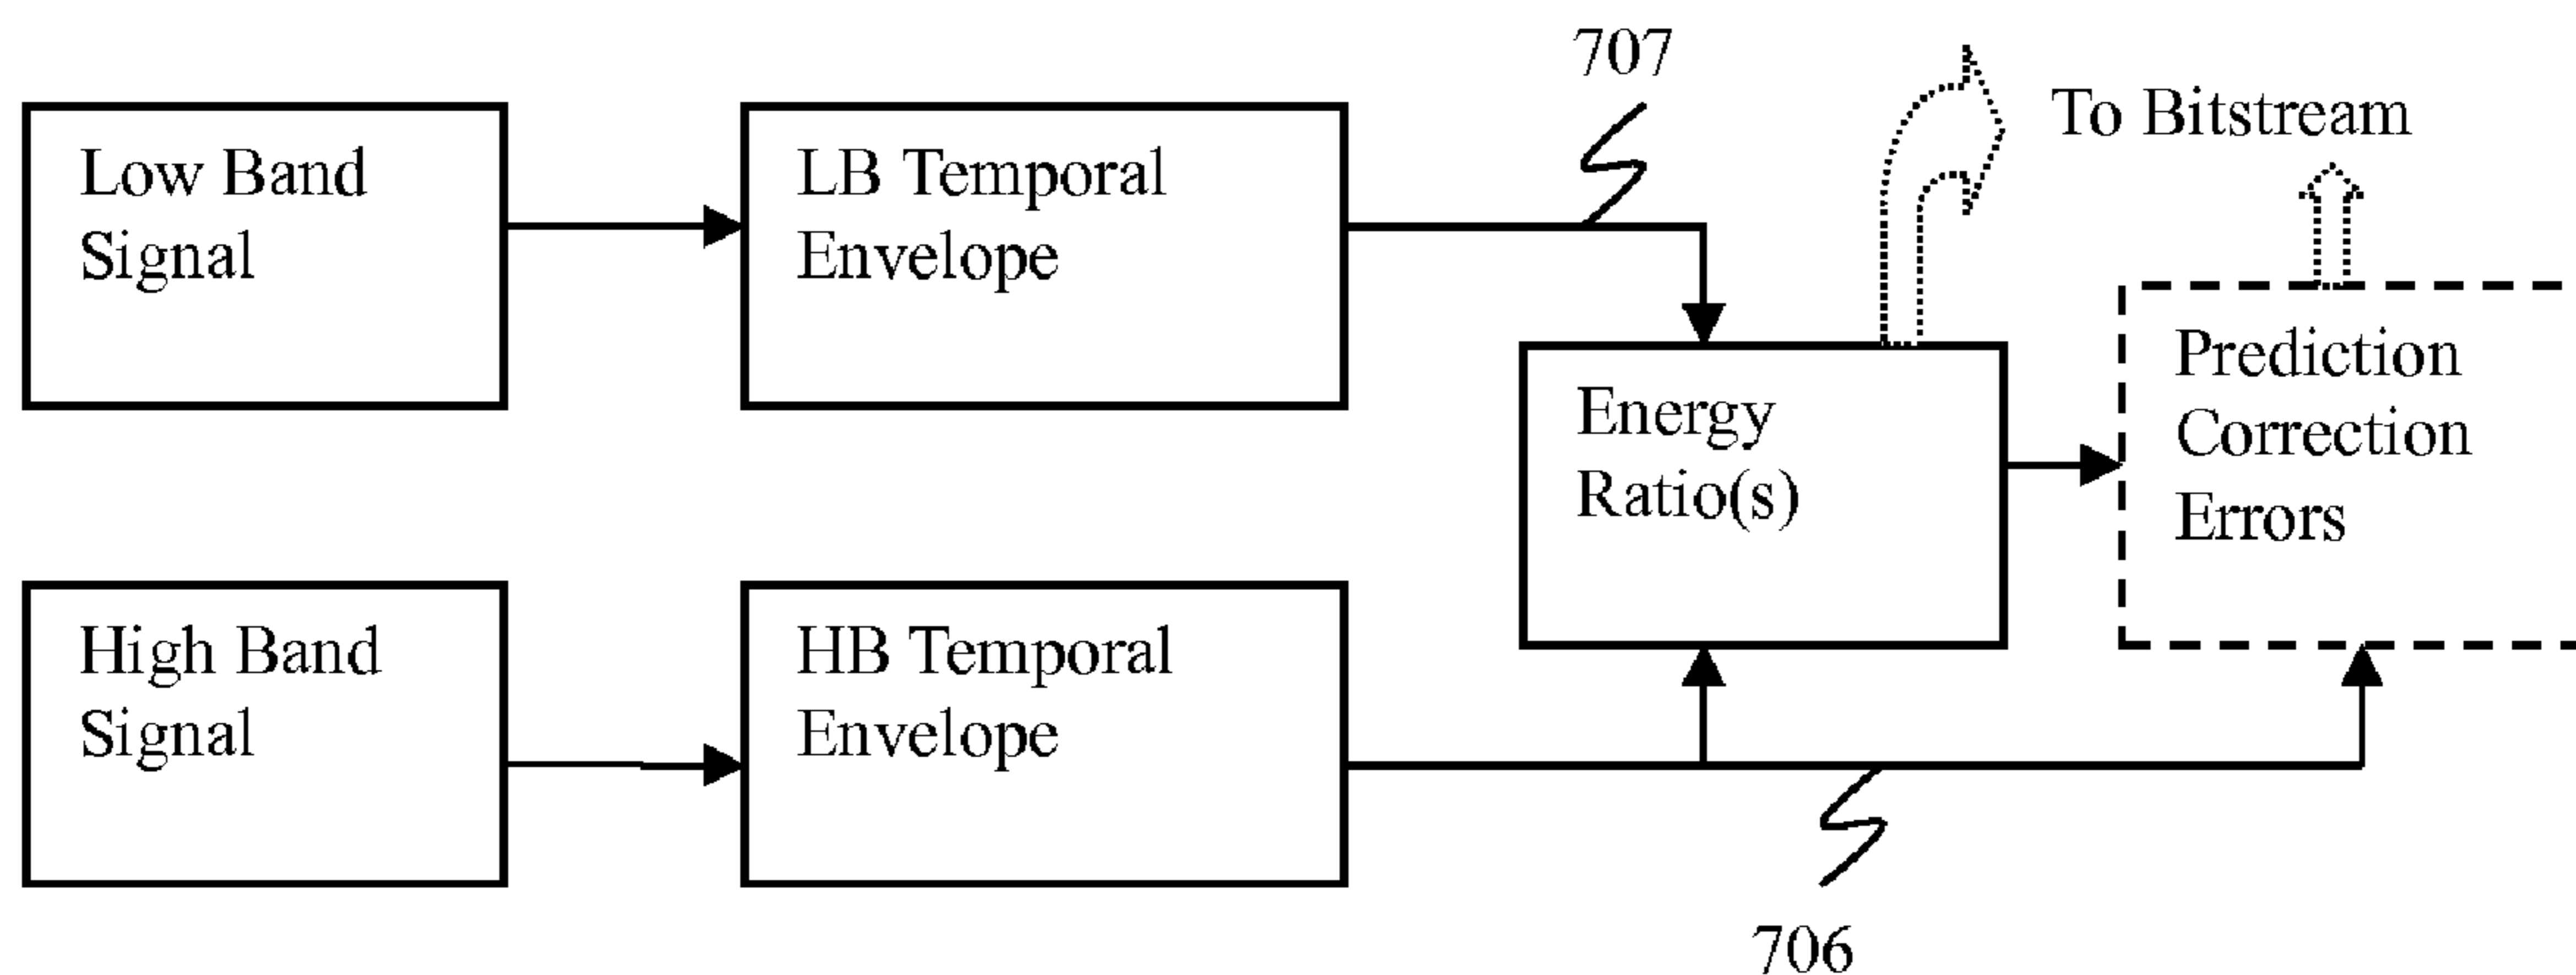 707
To Bitstream
Low Band
Signal
LB Temporal
Envelope
Energy
Ratio(s)
Prediction
Correction
Errors
High Band
Signal
HB Temporal
Envelope
706